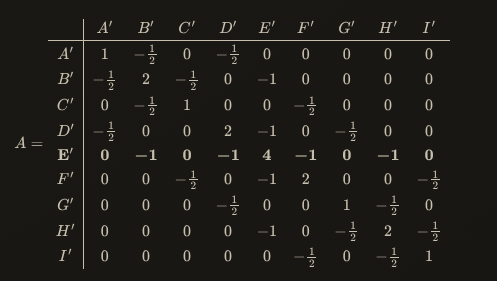 A′ B′ C′ D′ E′ F′ G′ H′ I′
A′ 1 −1/2 0 −1/2 0 0 0 0 0
B′ −1/2 2 −1/2 0 −1 0 0 0 0
C′ 0 −1/2 1 0 0 −1/2 0 0 0
D′ −1/2 0 0 2 −1 0 −1/2 0 0
A = E′ 0 −1 0 −1 4 −1 0 −1 0
F′ 0 0 −1/2 0 −1 2 0 0 −1/2
G′ 0 0 0 −1/2 0 0 1 −1/2 0
H′ 0 0 0 0 −1 0 −1/2 2 −1/2
I′ 0 0 0 0 0 −1/2 0 −1/2 1